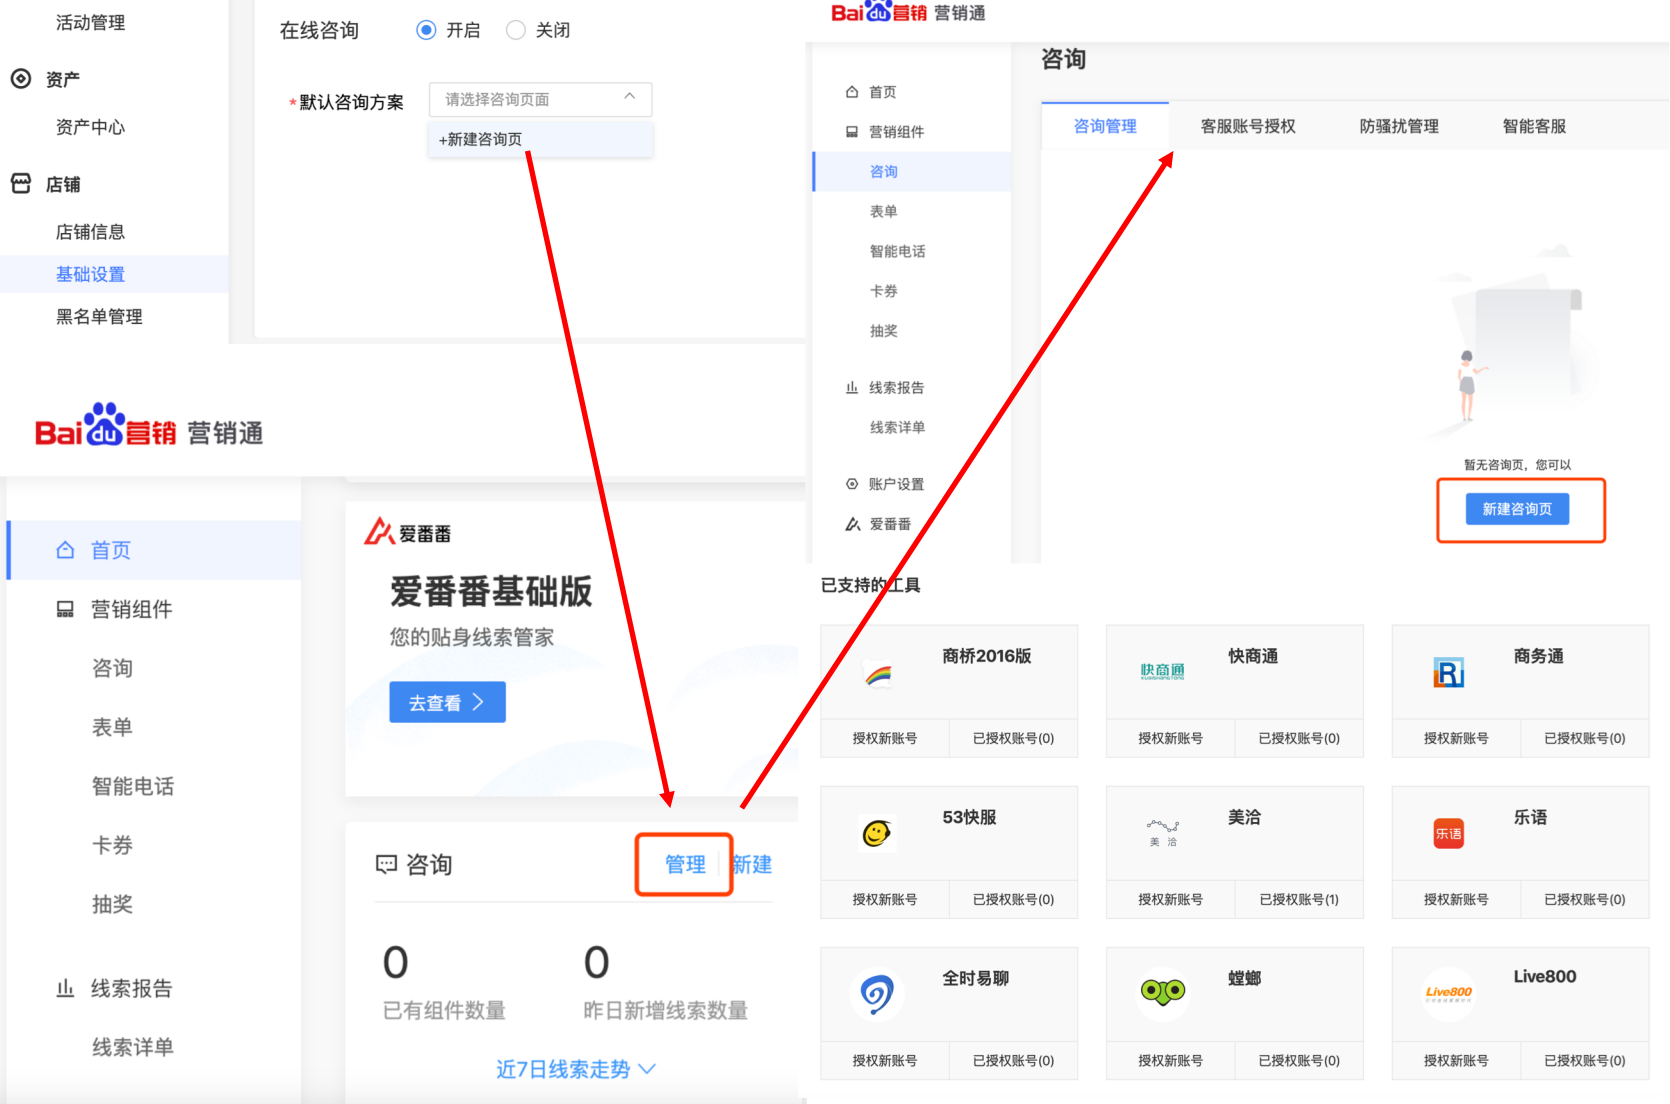 活动管理
资产
资产中心
店铺
店铺信息
基础设置
黑名单管理
在线咨询
开启
关闭
*默认咨询方案
请选择咨询页面
+新建咨询页
Baidu营销 营销通
首页
营销组件
咨询
表单
智能电话
卡券
抽奖
线索报告
线索详单
爱番番
爱番番基础版
您的贴身线索管家
去查看
咨询
管理
新建
0
已有组件数量
0
昨日新增线索数量
近7日线索走势
Baidu营销 营销通
首页
营销组件
咨询
表单
智能电话
卡券
抽奖
线索报告
线索详单
账户设置
爱番番
咨询
咨询管理
客服账号授权
防骚扰管理
智能客服
暂无咨询页，您可以
新建咨询页
已支持的工具
商桥2016版
授权新账号
已授权账号(0)
快商通
KUAISHANGTONG
快商通
授权新账号
已授权账号(0)
商务通
授权新账号
已授权账号(0)
53快服
授权新账号
已授权账号(0)
美洽
美洽
授权新账号
已授权账号(1)
乐语
乐语
授权新账号
已授权账号(0)
全时易聊
授权新账号
已授权账号(0)
螳螂
授权新账号
已授权账号(0)
Live800
Live800
授权新账号
已授权账号(0)